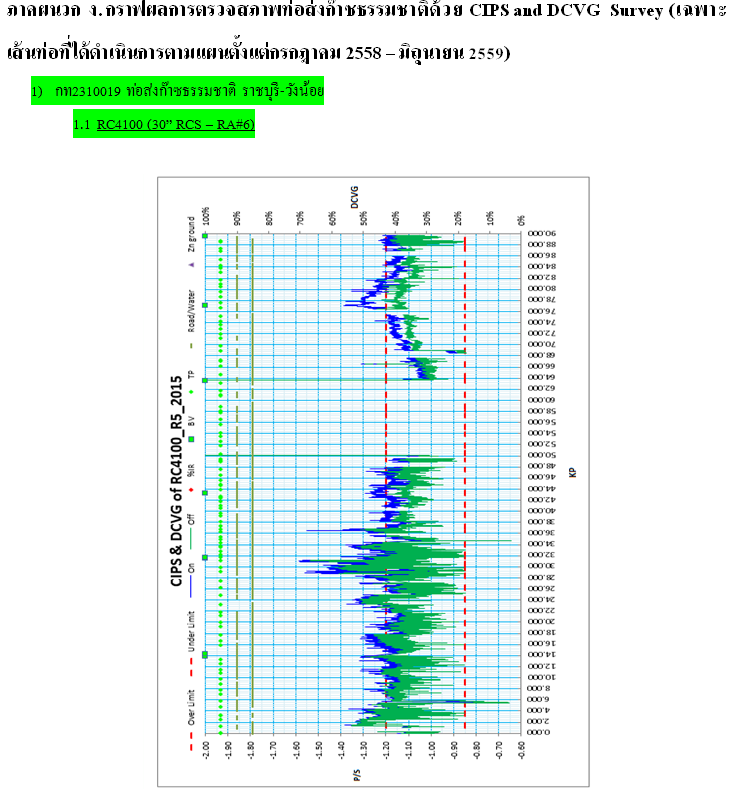 ภาคผนวก ง.กราฟผลการตรวจสภาพท่อส่งก๊าซธรรมชาติด้วย CIPS and DCVG Survey (เฉพาะ
เส้นท่อที่ได้ดำเนินการตามแผนตั้งแต่กรกฎาคม 2558 – มิถุนายน 2559)
1) กท2310019 ท่อส่งก๊าซธรรมชาติ ราชบุรี-วังน้อย
1.1 RC4100 (30” RCS – RA#6)
CIPS & DCVG of RC4100_R5_2015
Over Limit Under Limit On Off %IR BV TP Road/Water Zn ground
DCVG
100% 90% 80% 70% 60% 50% 40% 30% 20% 10% 0%
P/S
-2.00 -1.90 -1.80 -1.70 -1.60 -1.50 -1.40 -1.30 -1.20 -1.10 -1.00 -0.90 -0.80 -0.70 -0.60
KP
0.000 2.000 4.000 6.000 8.000 10.000 12.000 14.000 16.000 18.000 20.000 22.000 24.000 26.000 28.000 30.000 32.000 34.000 36.000 38.000 40.000 42.000 44.000 46.000 48.000 50.000 52.000 54.000 56.000 58.000 60.000 62.000 64.000 66.000 68.000 70.000 72.000 74.000 76.000 78.000 80.000 82.000 84.000 86.000 88.000 90.000